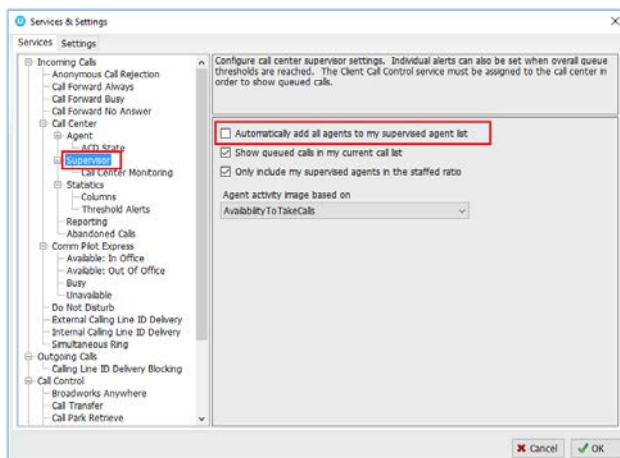 Services & Settings
Services Settings
Incoming Calls
Anonymous Call Rejection
Call Forward Always
Call Forward Busy
Call Forward No Answer
Call Center
Agent
ACD State
Supervisor
Call Center Monitoring
Statistics
Columns
Threshold Alerts
Reporting
Abandoned Calls
Comm Pilot Express
Available: In Office
Available: Out Of Office
Busy
Unavailable
Do Not Disturb
External Calling Line ID Delivery
Internal Calling Line ID Delivery
Simultaneous Ring
Outgoing Calls
Calling Line ID Delivery Blocking
Call Control
Broadworks Anywhere
Call Transfer
Call Park Retrieve
Configure call center supervisor settings. Individual alerts can also be set when overall queue
thresholds are reached. The Client Call Control service must be assigned to the call center in
order to show queued calls.
Automatically add all agents to my supervised agent list
Show queued calls in my current call list
Only include my supervised agents in the staffed ratio
Agent activity image based on
AvailabilityToTakeCalls
Cancel OK